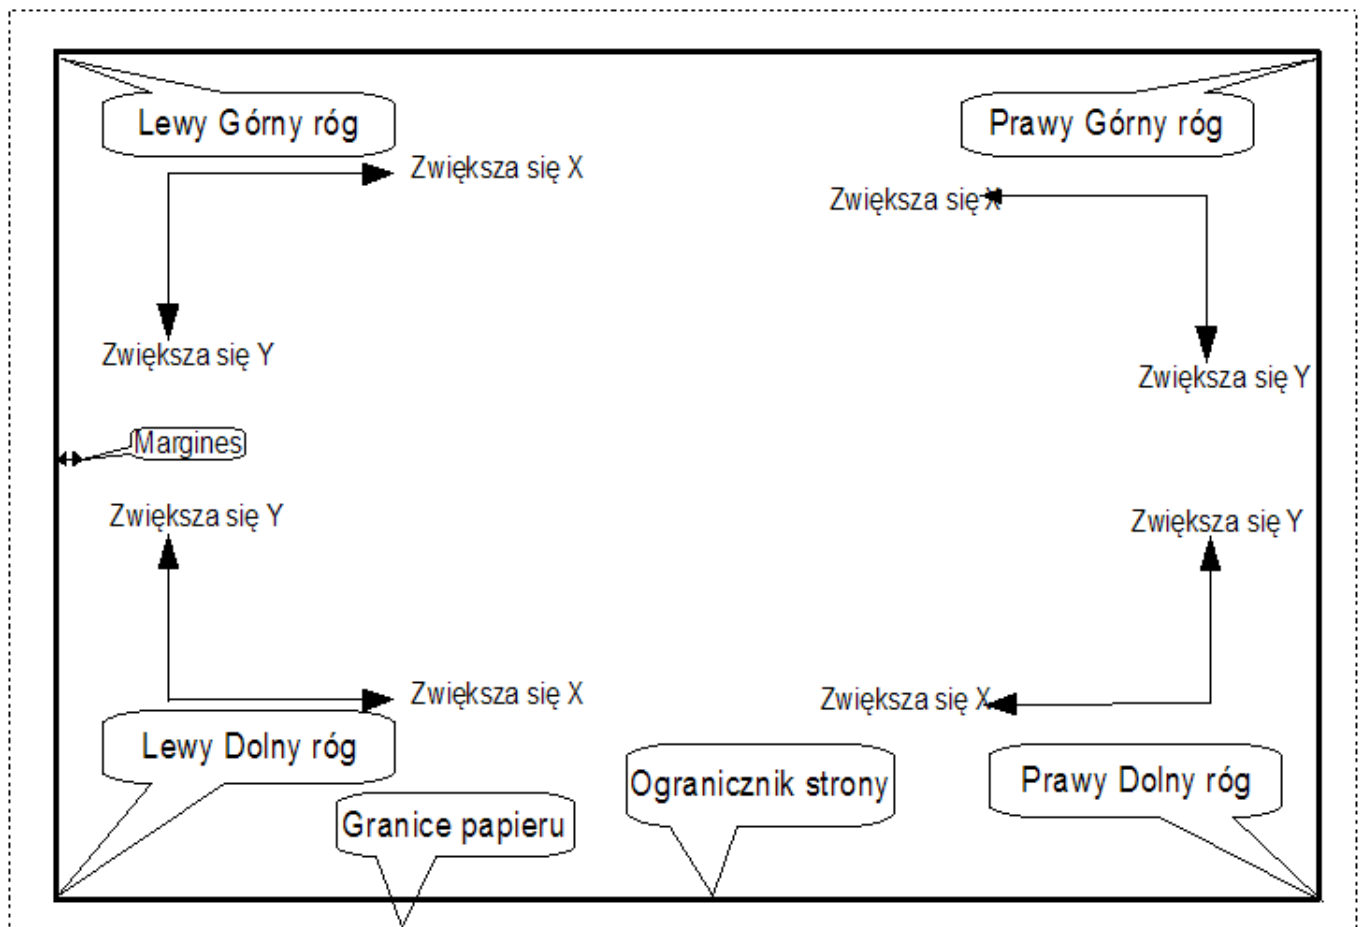 Lewy Górny róg
Prawy Górny róg
Zwiększa się X
Zwiększa się X
Zwiększa się Y
Zwiększa się Y
Margines
Zwiększa się Y
Zwiększa się Y
Zwiększa się X
Zwiększa się X
Lewy Dolny róg
Ogranicznik strony
Prawy Dolny róg
Granice papieru